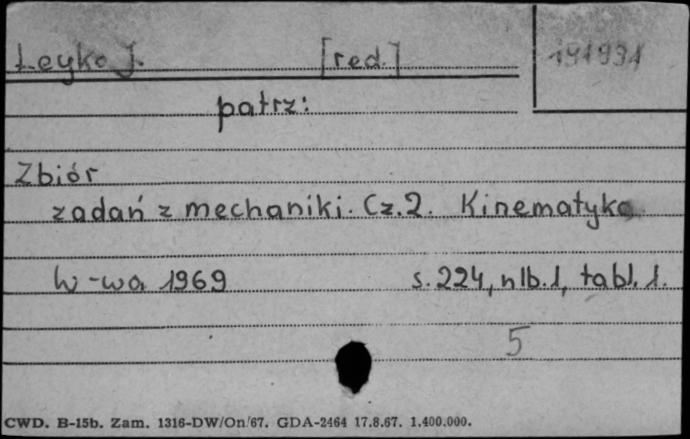 Leyko J. [red.] 191991
patrz:
Zbiór
zadań z mechaniki. Cz.2. Kinematyka
W-wa 1969 s. 224, nlb. 1, tabl. 1.
5
CWD. B-15b. Zam. 1316-DW/On/67. GDA-2464 17.8.67. 1.400.000.